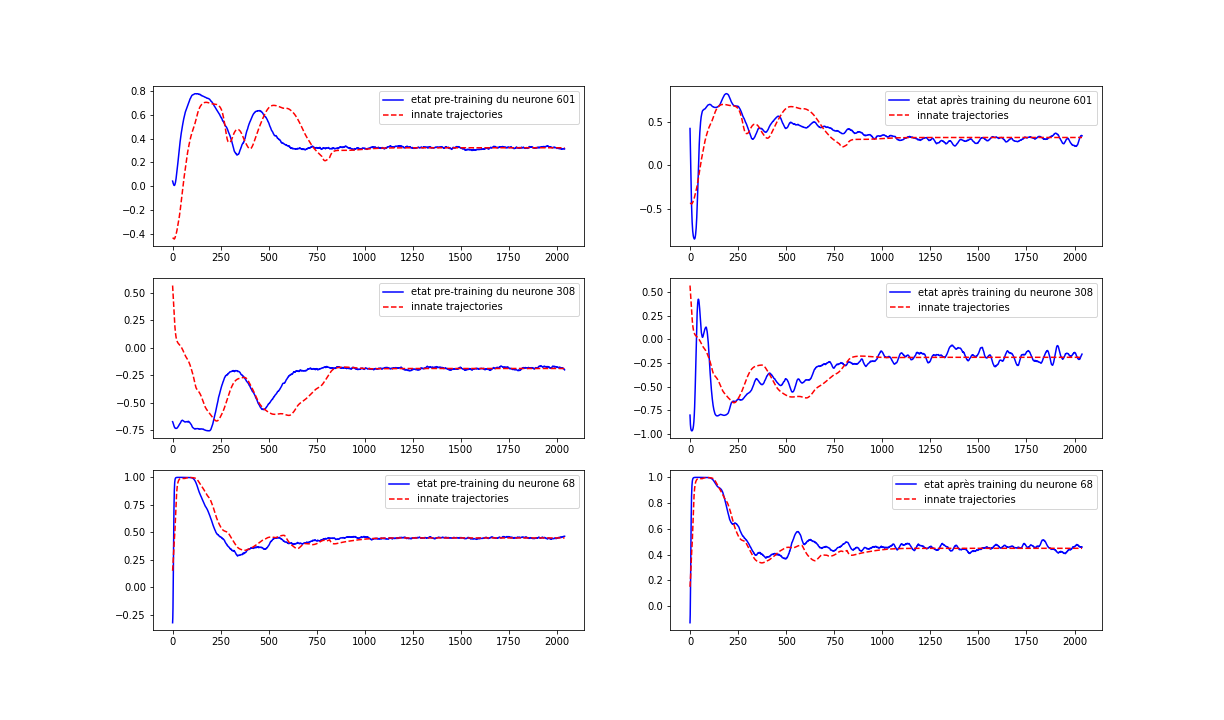 etat pre-training du neurone 601
innate trajectories
0.8
0.6
0.4
0.2
0.0
−0.2
−0.4
0 250 500 750 1000 1250 1500 1750 2000
etat après training du neurone 601
innate trajectories
0.5
0.0
−0.5
0 250 500 750 1000 1250 1500 1750 2000
etat pre-training du neurone 308
innate trajectories
0.50
0.25
0.00
−0.25
−0.50
−0.75
0 250 500 750 1000 1250 1500 1750 2000
etat après training du neurone 308
innate trajectories
0.50
0.25
0.00
−0.25
−0.50
−0.75
−1.00
0 250 500 750 1000 1250 1500 1750 2000
etat pre-training du neurone 68
innate trajectories
1.00
0.75
0.50
0.25
0.00
−0.25
0 250 500 750 1000 1250 1500 1750 2000
etat après training du neurone 68
innate trajectories
1.0
0.8
0.6
0.4
0.2
0.0
0 250 500 750 1000 1250 1500 1750 2000